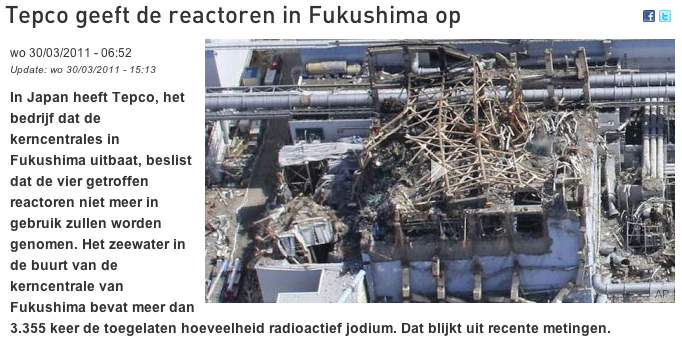 Tepco geeft de reactoren in Fukushima op
wo 30/03/2011 - 06:52
Update: wo 30/03/2011 - 15:13
In Japan heeft Tepco, het
bedrijf dat de
kerncentrales in
Fukushima uitbaat, beslist
dat de vier getroffen
reactoren niet meer in
gebruik zullen worden
genomen. Het zeewater in
de buurt van de
kerncentrale van
Fukushima bevat meer dan
3.355 keer de toegelaten hoeveelheid radioactief jodium. Dat blijkt uit recente metingen.
AP